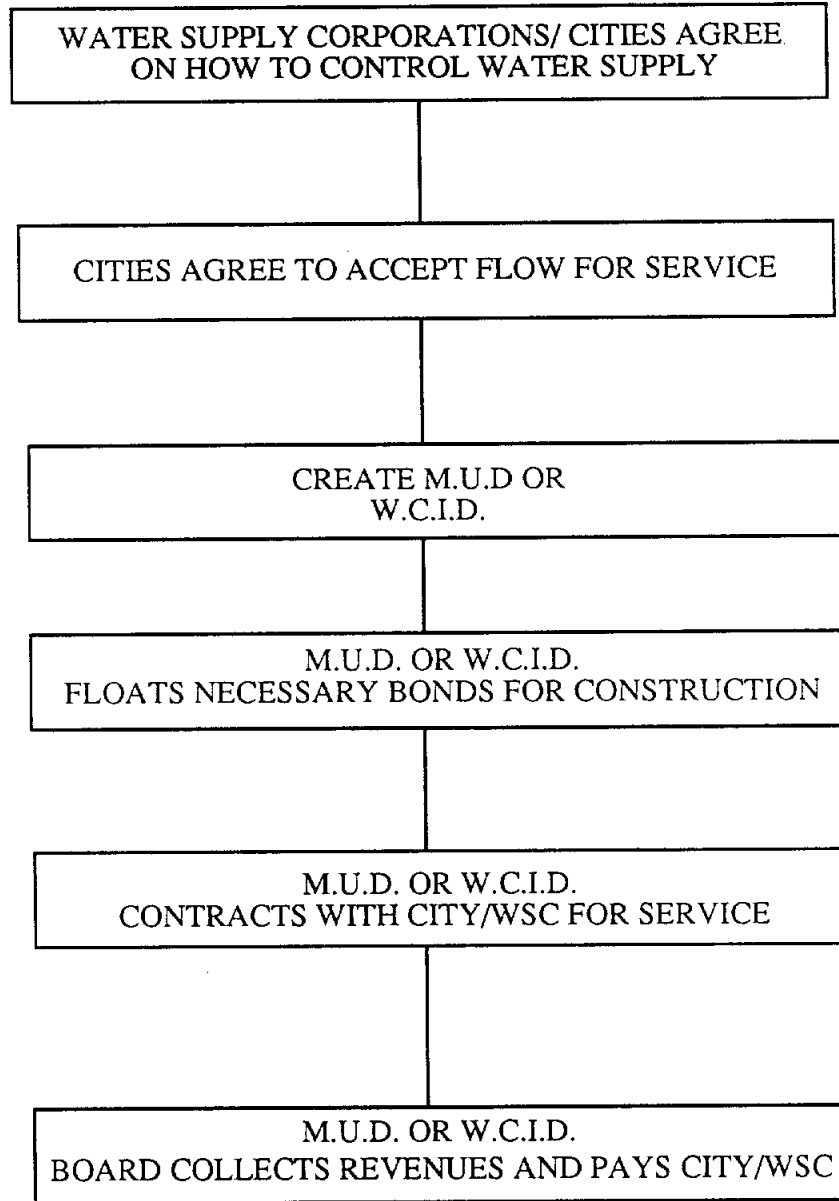 WATER SUPPLY CORPORATIONS/ CITIES AGREE
ON HOW TO CONTROL WATER SUPPLY
CITIES AGREE TO ACCEPT FLOW FOR SERVICE
CREATE M.U.D OR
W.C.I.D.
M.U.D. OR W.C.I.D.
FLOATS NECESSARY BONDS FOR CONSTRUCTION
M.U.D. OR W.C.I.D.
CONTRACTS WITH CITY/WSC FOR SERVICE
M.U.D. OR W.C.I.D.
BOARD COLLECTS REVENUES AND PAYS CITY/WSC